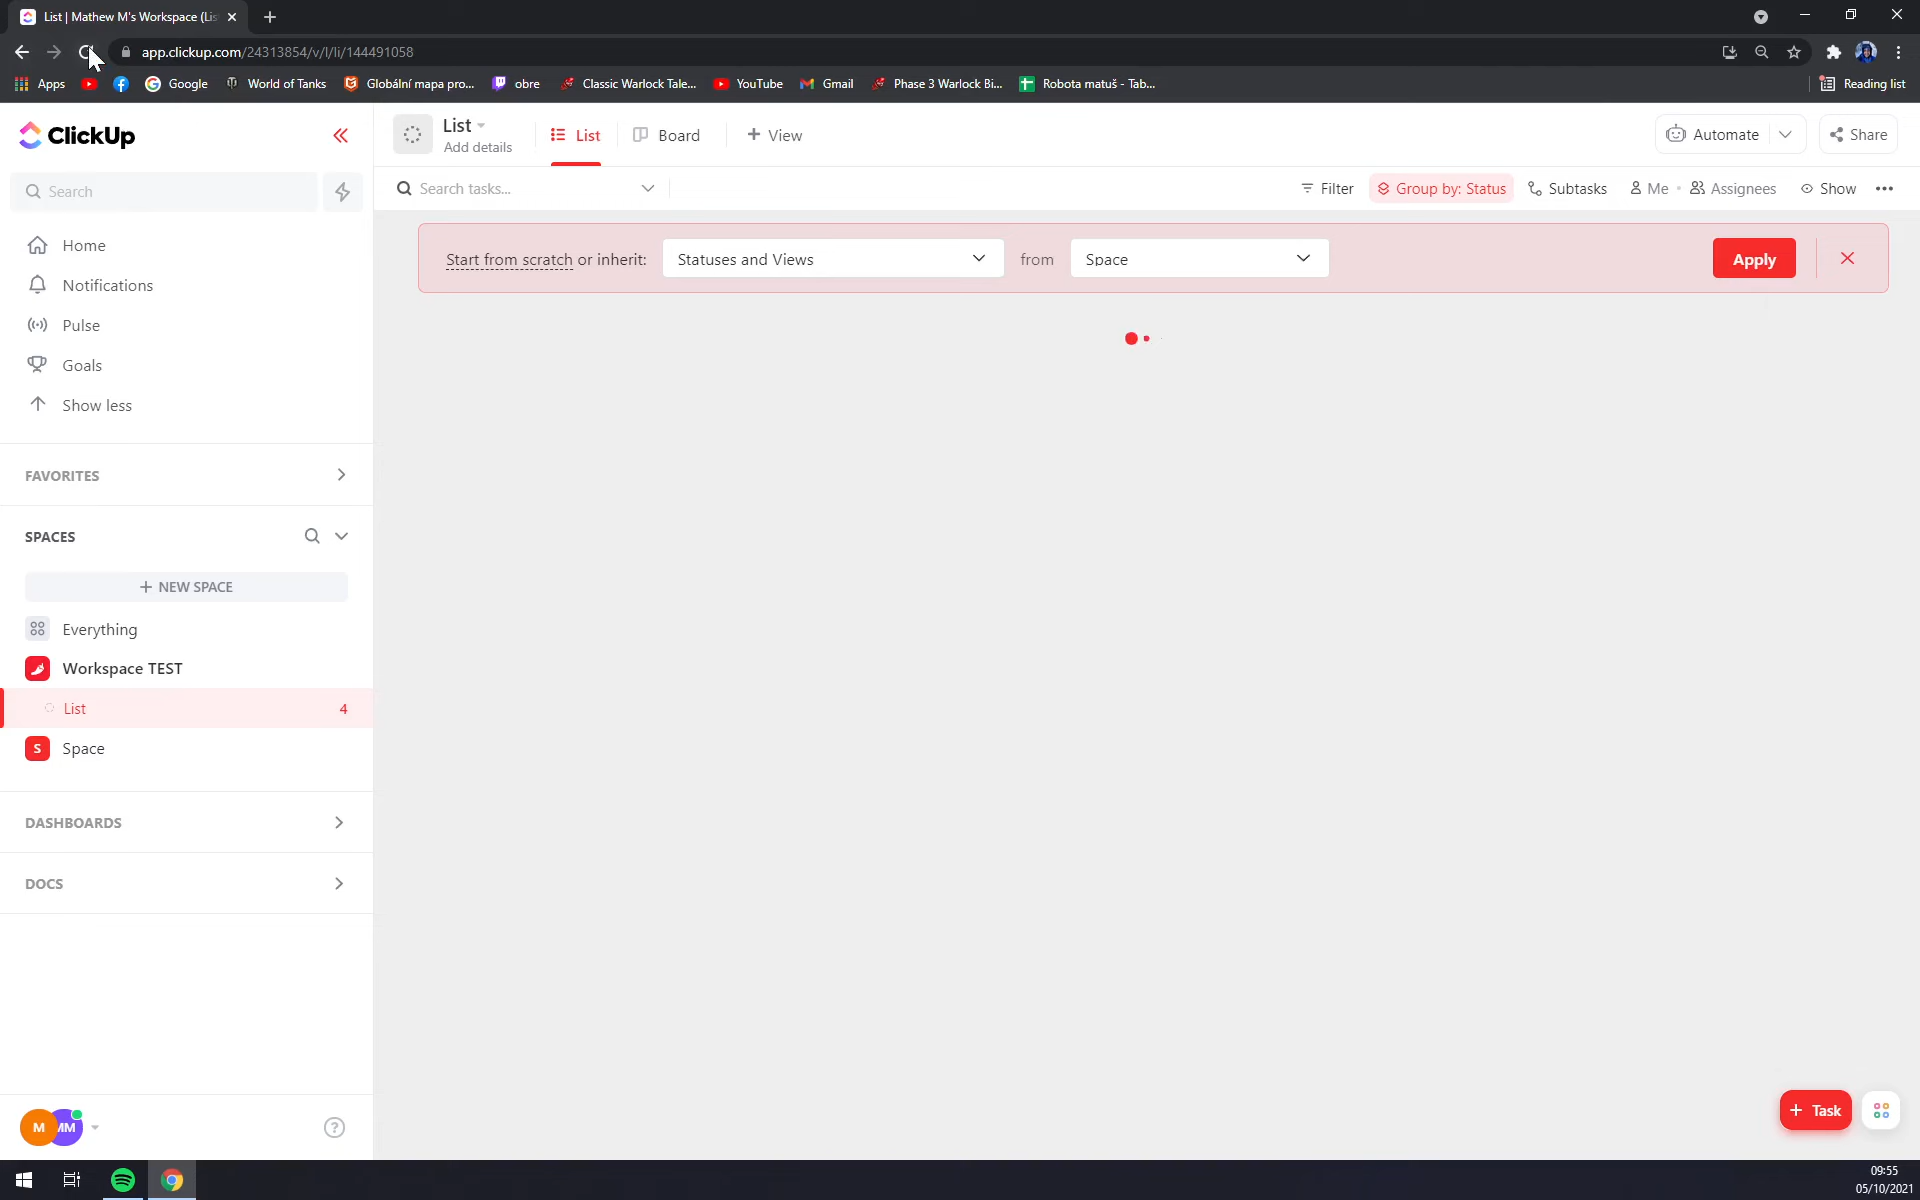 List | Mathew M's Workspace (Lis
app.clickup.com/24313854/v/l/li/144491058
Apps
Google
World of Tanks
Globální mapa pro...
obre
Classic Warlock Tale...
YouTube
Gmail
Phase 3 Warlock Bi...
Robota matuš - Tab...
Reading list
ClickUp
List
Add details
List
Board
+ View
Automate
Share
Search
Search tasks...
Filter
Group by: Status
Subtasks
Me
Assignees
Show
Start from scratch or inherit:
Statuses and Views
from
Space
Apply
Home
Notifications
Pulse
Goals
Show less
FAVORITES
SPACES
+ NEW SPACE
Everything
Workspace TEST
List
4
S
Space
DASHBOARDS
DOCS
M
MM
?
+ Task
09:55
05/10/2021